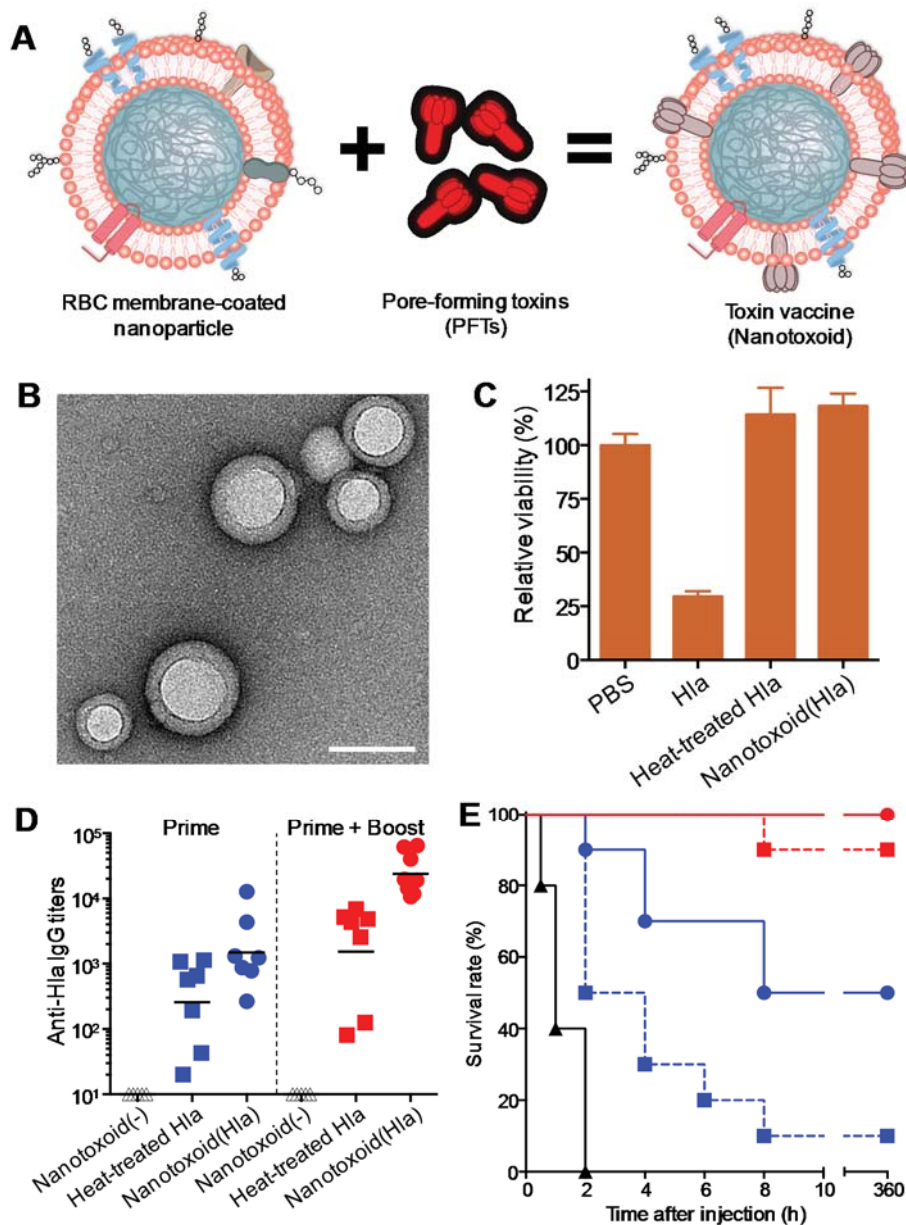 A
RBC membrane-coated
nanoparticle
+
Pore-forming toxins
(PFTs)
=
Toxin vaccine
(Nanotoxoid)
B
C
Relative viability (%)
125
100
75
50
25
0
PBS
Hla
Heat-treated Hla
Nanotoxoid(Hla)
D
Prime
Prime + Boost
Anti-Hla IgG titers
10⁵
10⁴
10³
10²
10¹
Nanotoxoid(-)
Heat-treated Hla
Nanotoxoid(Hla)
Nanotoxoid(-)
Heat-treated Hla
Nanotoxoid(Hla)
E
Survival rate (%)
100
80
60
40
20
0
0
2
4
6
8
10
360
Time after injection (h)